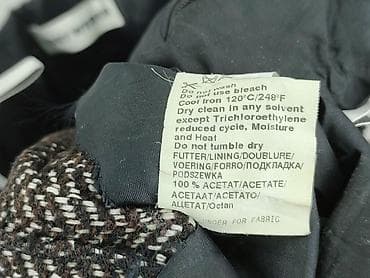 Do not wash
Do not use bleach
Cool Iron 120°C/248°F
Dry clean in any solvent
except Trichloroethylene
reduced cycle, Moisture
and Heat
Do not tumble dry
FUTTER/LINING/DOUBLURE/
VOERING/FORRO/ПОДКЛАДКА/
PODSZEWKA
100 % ACETAT/ACETATE/
ACETAAT/ACETATO/
ALLETAT/Octan
FOR FABRIC